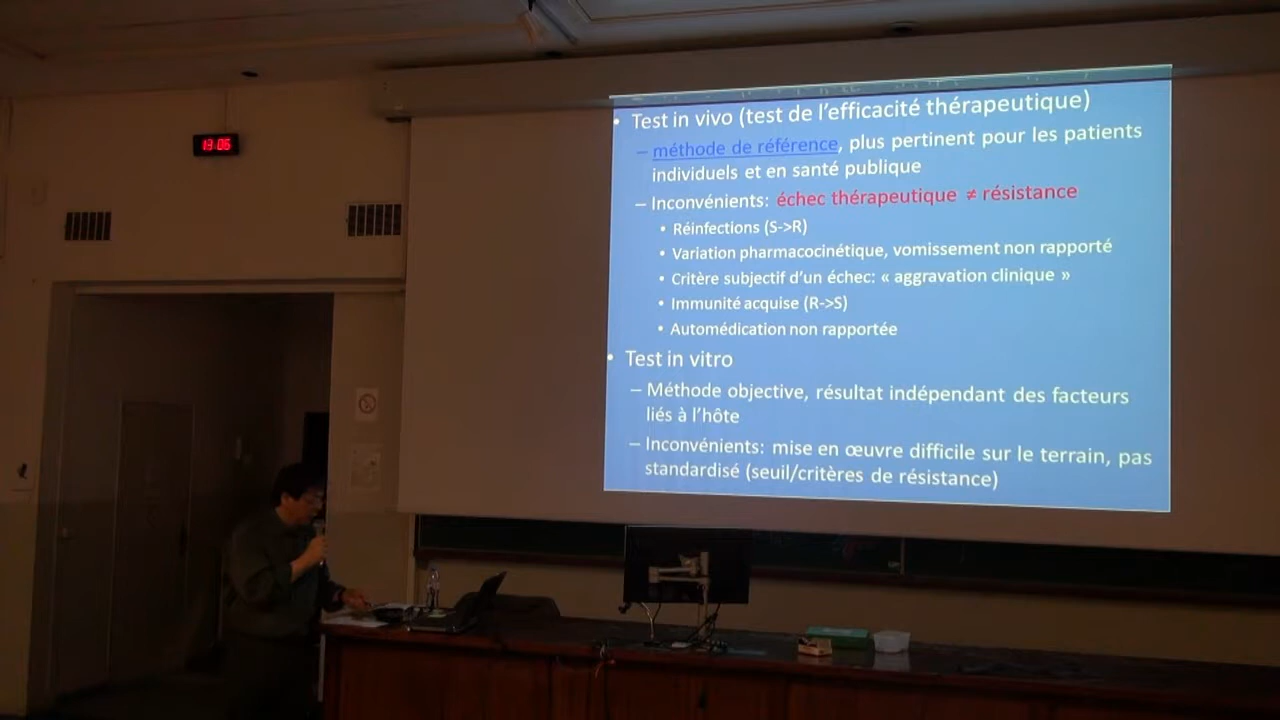 19:06
• Test in vivo (test de l'efficacité thérapeutique)
– méthode de référence, plus pertinent pour les patients
individuels et en santé publique
– Inconvénients: échec thérapeutique ≠ résistance
• Réinfections (S->R)
• Variation pharmacocinétique, vomissement non rapporté
• Critère subjectif d'un échec: « aggravation clinique »
• Immunité acquise (R->S)
• Automédication non rapportée
• Test in vitro
– Méthode objective, résultat indépendant des facteurs
liés à l'hôte
– Inconvénients: mise en œuvre difficile sur le terrain, pas
standardisé (seuil/critères de résistance)